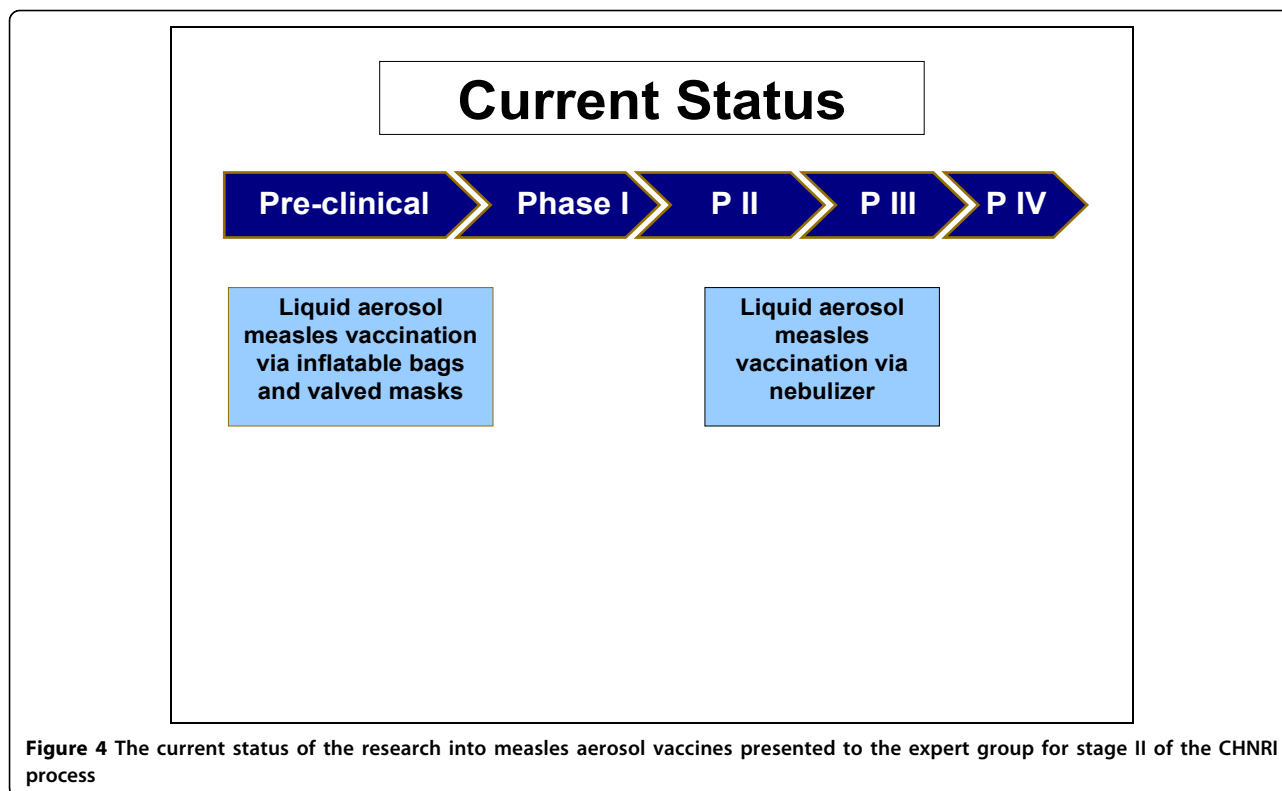 Current Status
Pre-clinical Phase I P II P III P IV
Liquid aerosol
measles vaccination
via inflatable bags
and valved masks
Liquid aerosol
measles
vaccination via
nebulizer
Figure 4 The current status of the research into measles aerosol vaccines presented to the expert group for stage II of the CHNRI
process